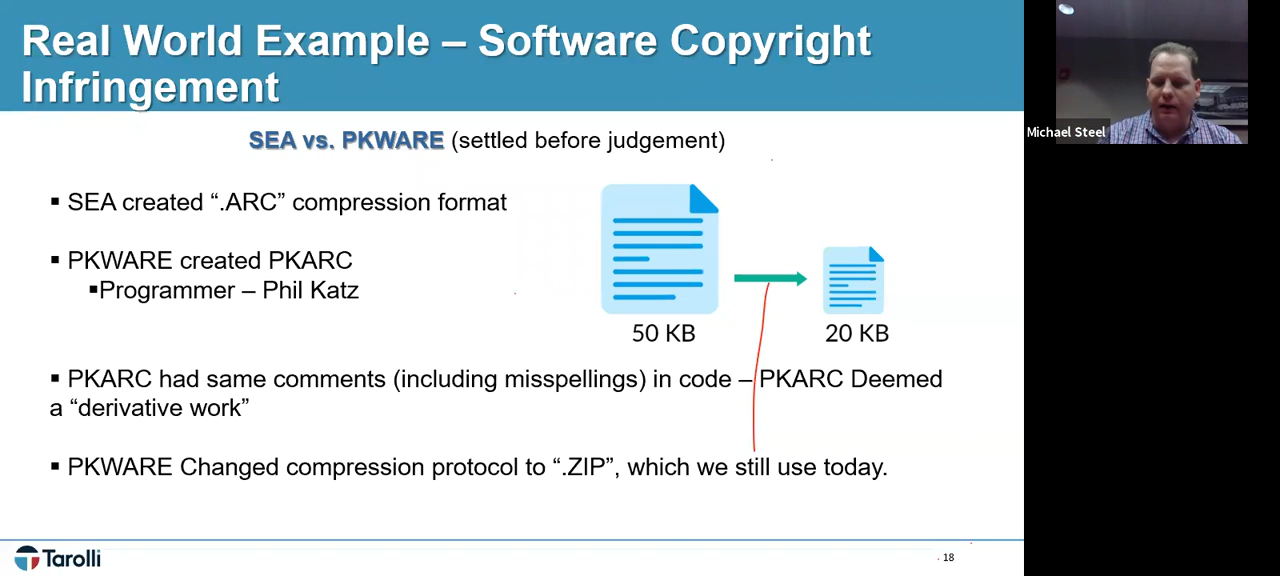 Real World Example – Software Copyright
Infringement
Michael Steel
SEA vs. PKWARE (settled before judgement)
▪ SEA created “.ARC” compression format
▪ PKWARE created PKARC
▪Programmer – Phil Katz
50 KB
20 KB
▪ PKARC had same comments (including misspellings) in code – PKARC Deemed
a “derivative work”
▪ PKWARE Changed compression protocol to “.ZIP”, which we still use today.
Tarolli
18